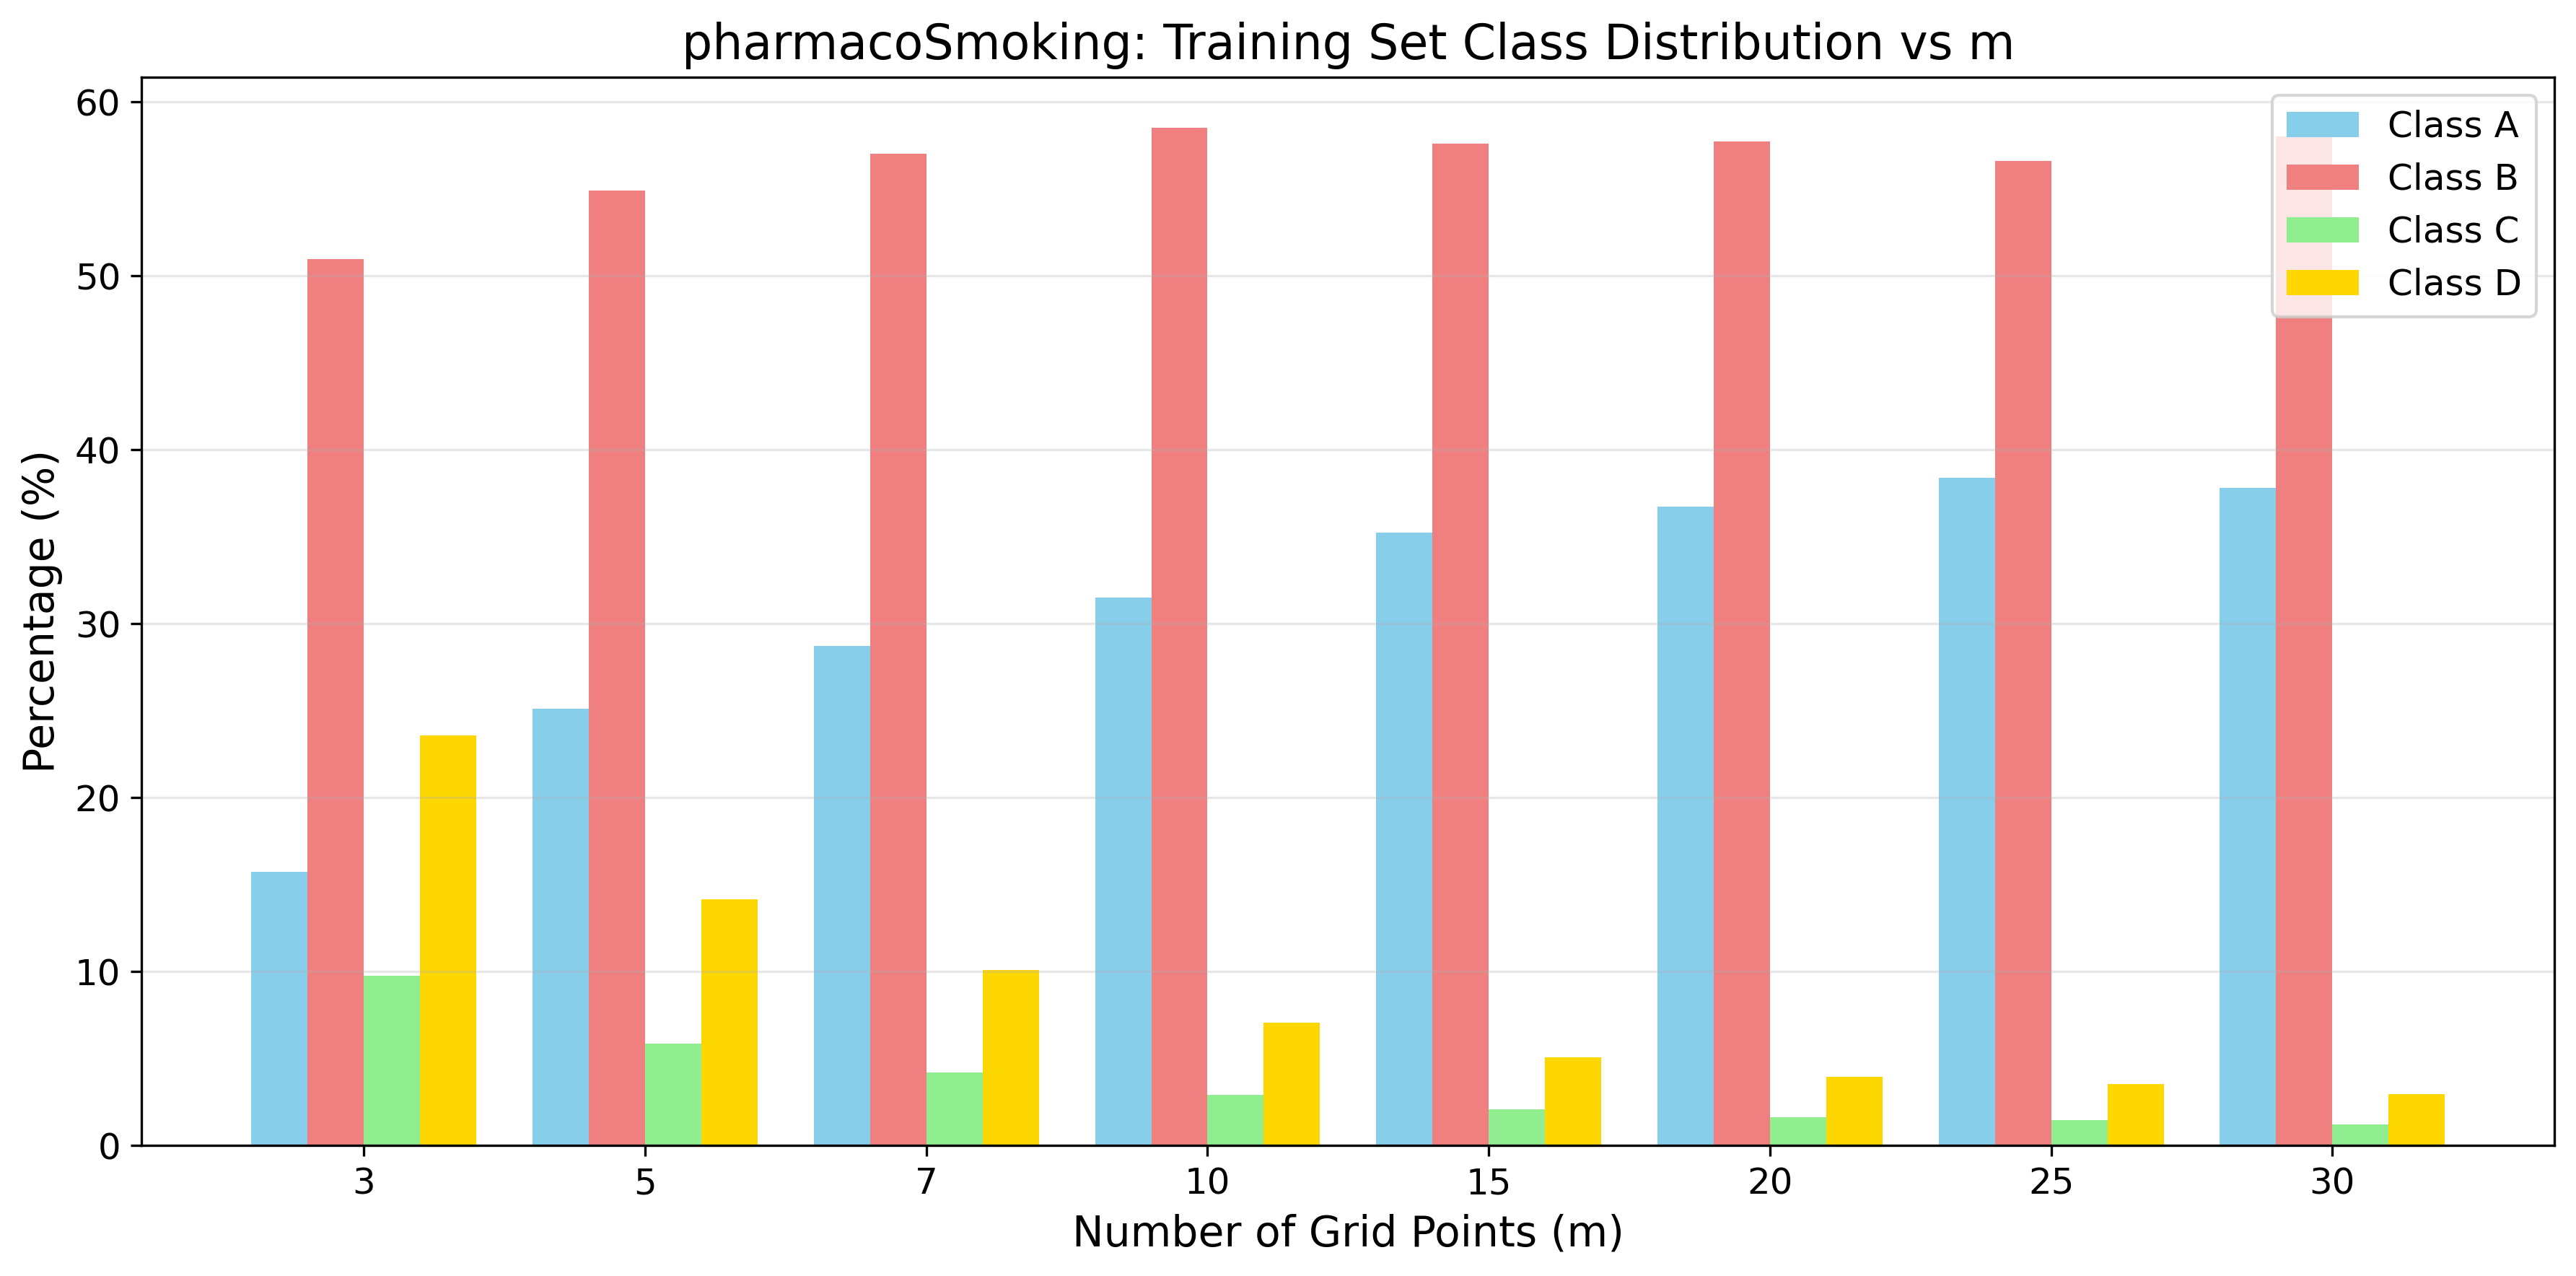 pharmacoSmoking: Training Set Class Distribution vs m
60
50
40
30
20
10
0
Percentage (%)
Class A
Class B
Class C
Class D
3 5 7 10 15 20 25 30
Number of Grid Points (m)